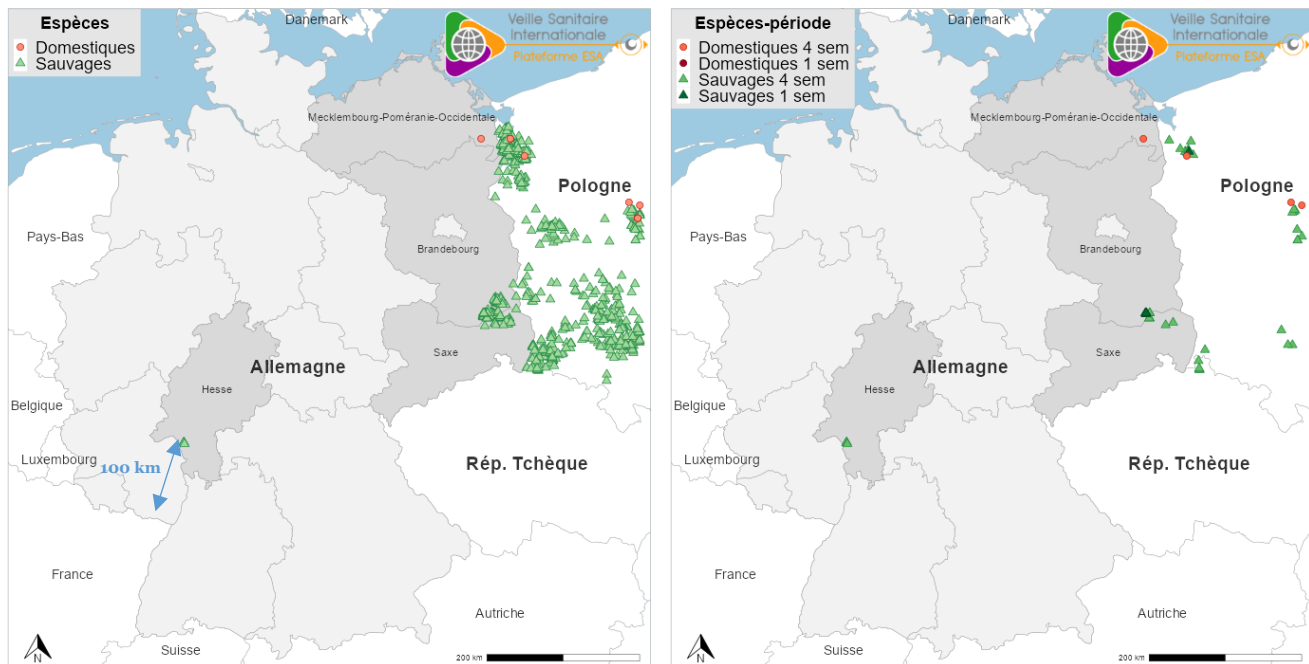 Espèces
Domestiques
Sauvages
Danemark
Veille Sanitaire
Internationale
Plateforme ESA
Mecklembourg-Poméranie-Occidentale
Pologne
Pays-Bas
Brandebourg
Saxe
Allemagne
Hesse
Belgique
Luxembourg
100 km
Rép. Tchèque
France
Autriche
Suisse
N
200 km
Espèces-période
Domestiques 4 sem
Domestiques 1 sem
Sauvages 4 sem
Sauvages 1 sem
Danemark
Veille Sanitaire
Internationale
Plateforme ESA
Mecklembourg-Poméranie-Occidentale
Pologne
Pays-Bas
Brandebourg
Saxe
Allemagne
Hesse
Belgique
Luxembourg
Rép. Tchèque
France
Autriche
Suisse
N
200 km